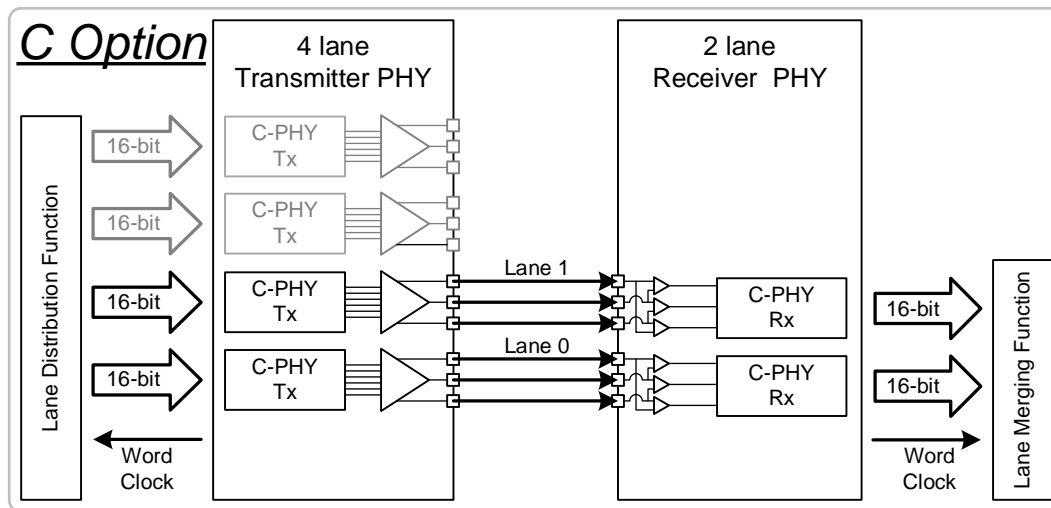 C Option
4 lane
Transmitter PHY
2 lane
Receiver PHY
Lane Distribution Function
16-bit
C-PHY
Tx
16-bit
C-PHY
Tx
16-bit
C-PHY
Tx
Lane 1
C-PHY
Rx
16-bit
16-bit
C-PHY
Tx
Lane 0
C-PHY
Rx
16-bit
Word
Clock
Word
Clock
Lane Merging Function